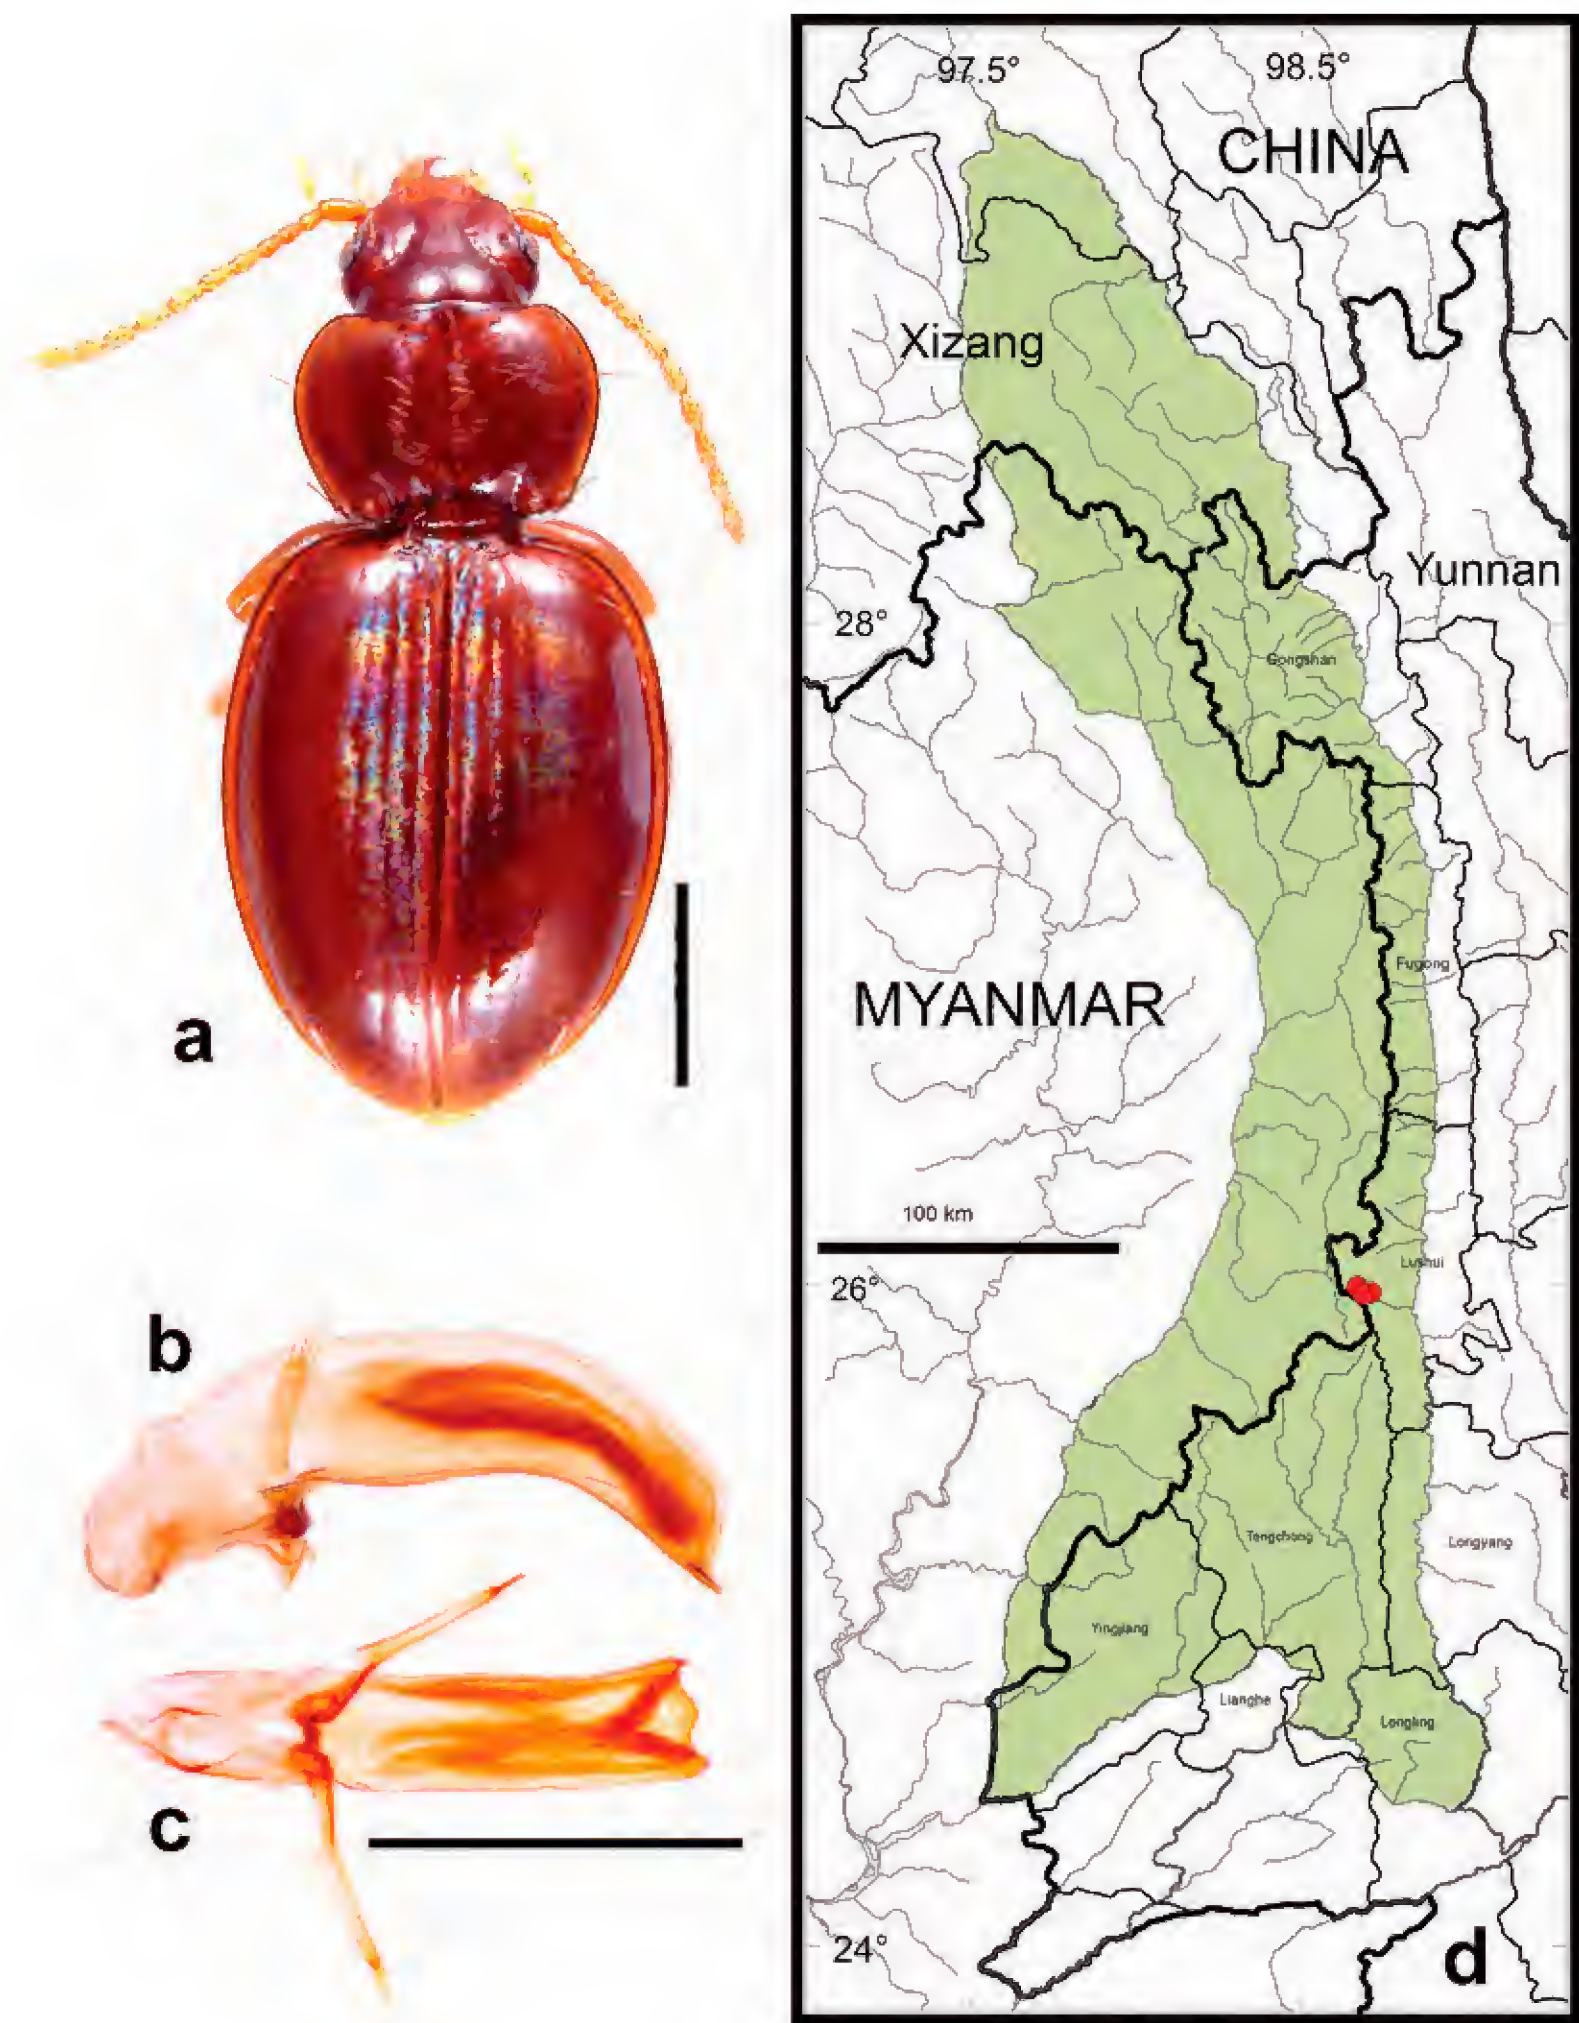 a
b
c
97.5°
98.5°
CHINA
Xizang
Yunnan
28°
Gongshan
Fugong
MYANMAR
100 km
Lushui
26°
Tengchong
Longyang
Yingjiang
Lianghe
Longling
24°
d